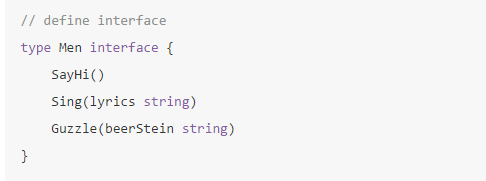 // define interface
type Men interface {
    SayHi()
    Sing(lyrics string)
    Guzzle(beerStein string)
}